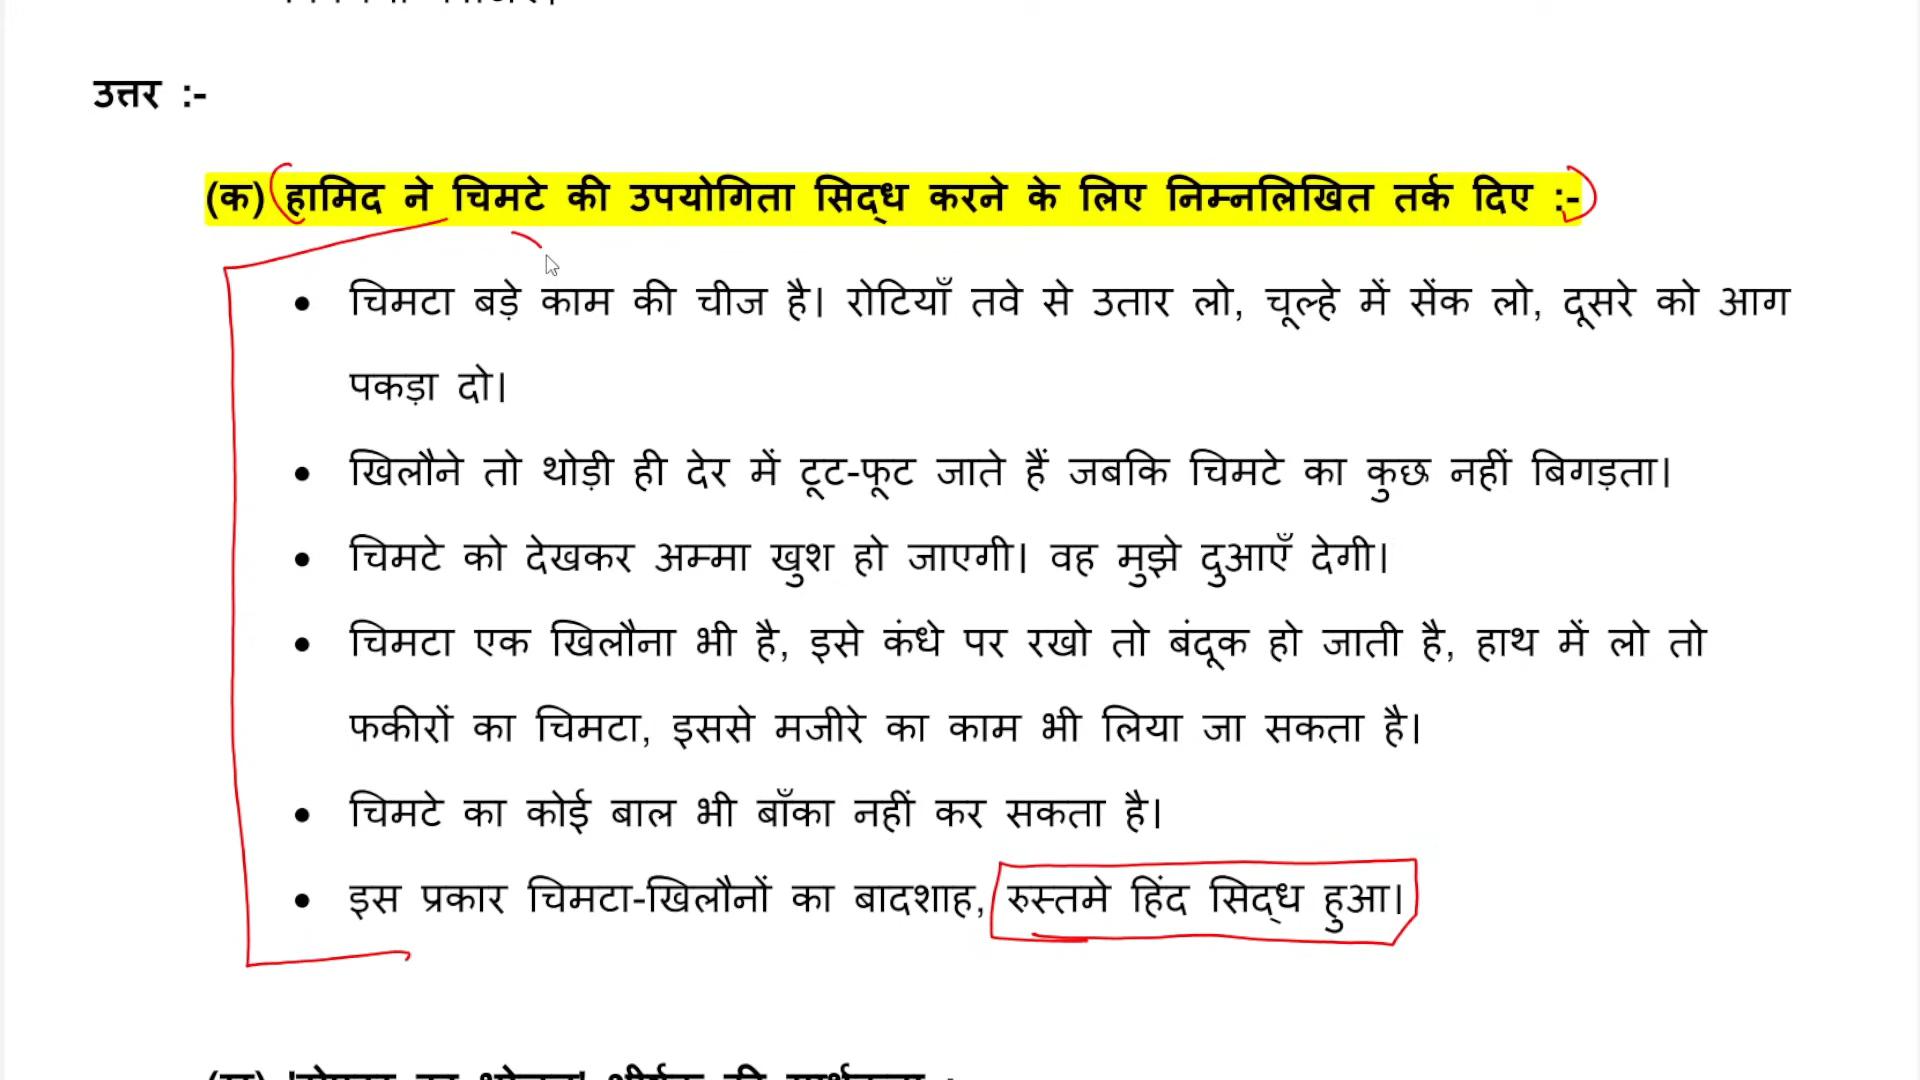 उत्तर :-
(क) हामिद ने चिमटे की उपयोगिता सिद्ध करने के लिए निम्नलिखित तर्क दिए :-
• चिमटा बड़े काम की चीज है। रोटियाँ तवे से उतार लो, चूल्हे में सेंक लो, दूसरे को आग
पकड़ा दो।
• खिलौने तो थोड़ी ही देर में टूट-फूट जाते हैं जबकि चिमटे का कुछ नहीं बिगड़ता।
• चिमटे को देखकर अम्मा खुश हो जाएगी। वह मुझे दुआएँ देगी।
• चिमटा एक खिलौना भी है, इसे कंधे पर रखो तो बंदूक हो जाती है, हाथ में लो तो
फकीरों का चिमटा, इससे मजीरे का काम भी लिया जा सकता है।
• चिमटे का कोई बाल भी बाँका नहीं कर सकता है।
• इस प्रकार चिमटा-खिलौनों का बादशाह, रुस्तमे हिंद सिद्ध हुआ।